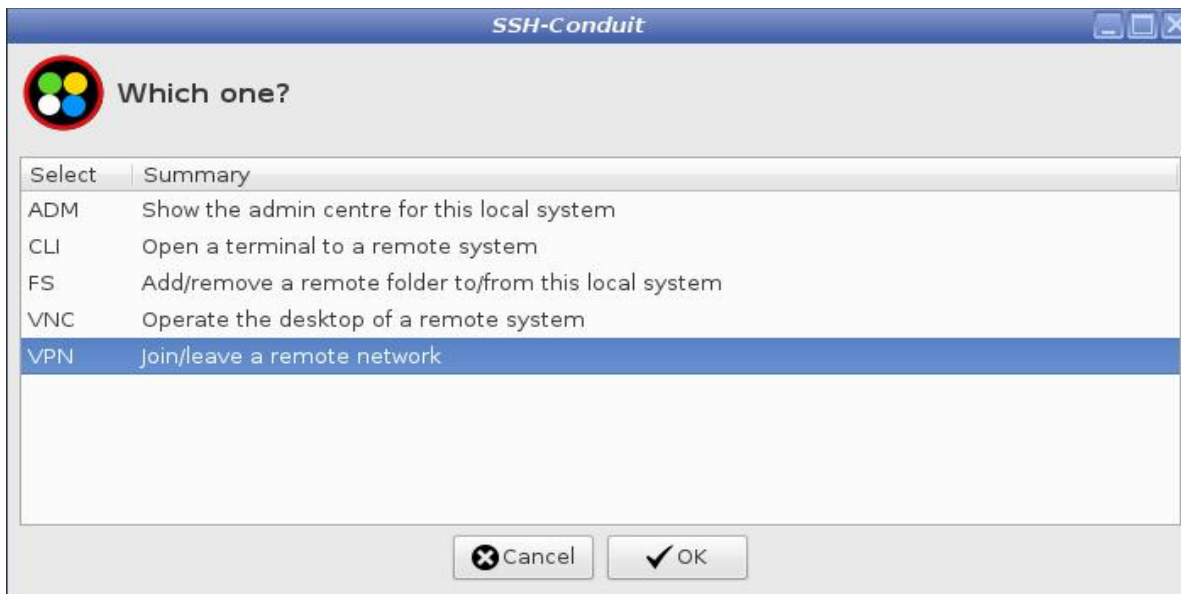 SSH-Conduit
Which one?
Select Summary
ADM Show the admin centre for this local system
CLI Open a terminal to a remote system
FS Add/remove a remote folder to/from this local system
VNC Operate the desktop of a remote system
VPN Join/leave a remote network
Cancel OK